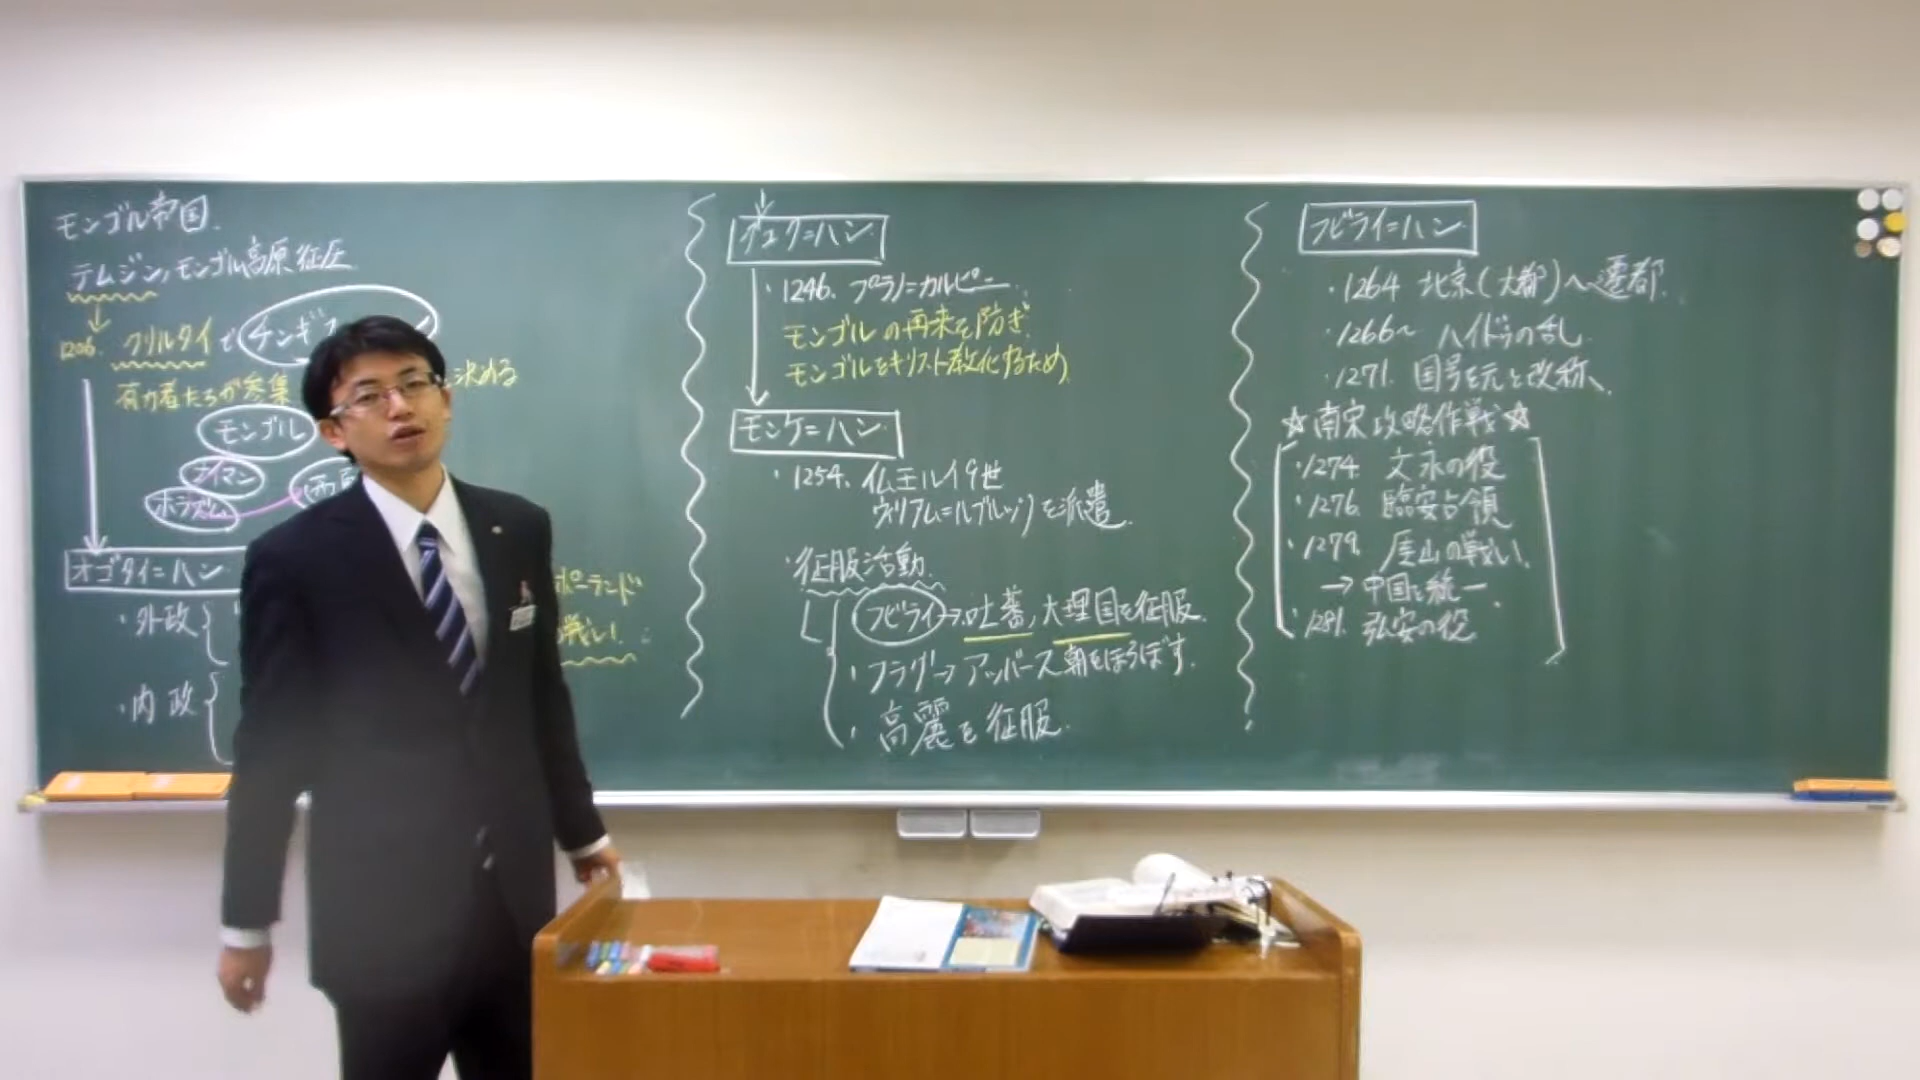 モンゴル帝国.
テムジン,モンゴル高原征圧
1206. クリルタイで チンギス
有力者たちが参集
決める
モンゴル
ナイマン
ホラズム
西
オゴタイ=ハン
・外政
ポーランド
戦い.
・内政
=ハン.
・1246. プラノ=カルピニ
モンゴルの再来を防ぎ
モンゴルをキリスト教化するため
モンケ=ハン.
・1254. 仏王ルイ9世
ウィリアム=ルブルックを派遣.
・征服活動.
フビライ→吐蕃,大理国を征服.
・フラグ→アッバース朝をほろぼす.
・高麗を征服.
フビライ=ハン.
・1264 北京(大都)へ遷都.
・1266~ ハイドゥの乱.
・1271. 国号を元と改称.
☆南宋攻略作戦☆
・1274. 文永の役
・1276. 臨安占領
・1279. 厓山の戦い.
→中国を統一.
・1281. 弘安の役